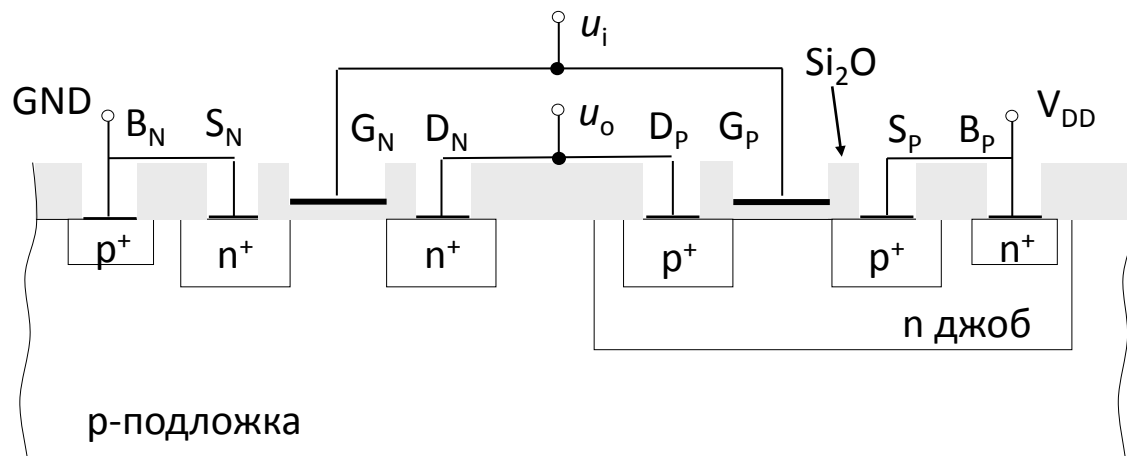 u_i
Si₂O
GND B_N S_N G_N D_N u_o D_P G_P S_P B_P V_DD
p⁺ n⁺ n⁺ p⁺ p⁺ n⁺
n джоб
p-подложка